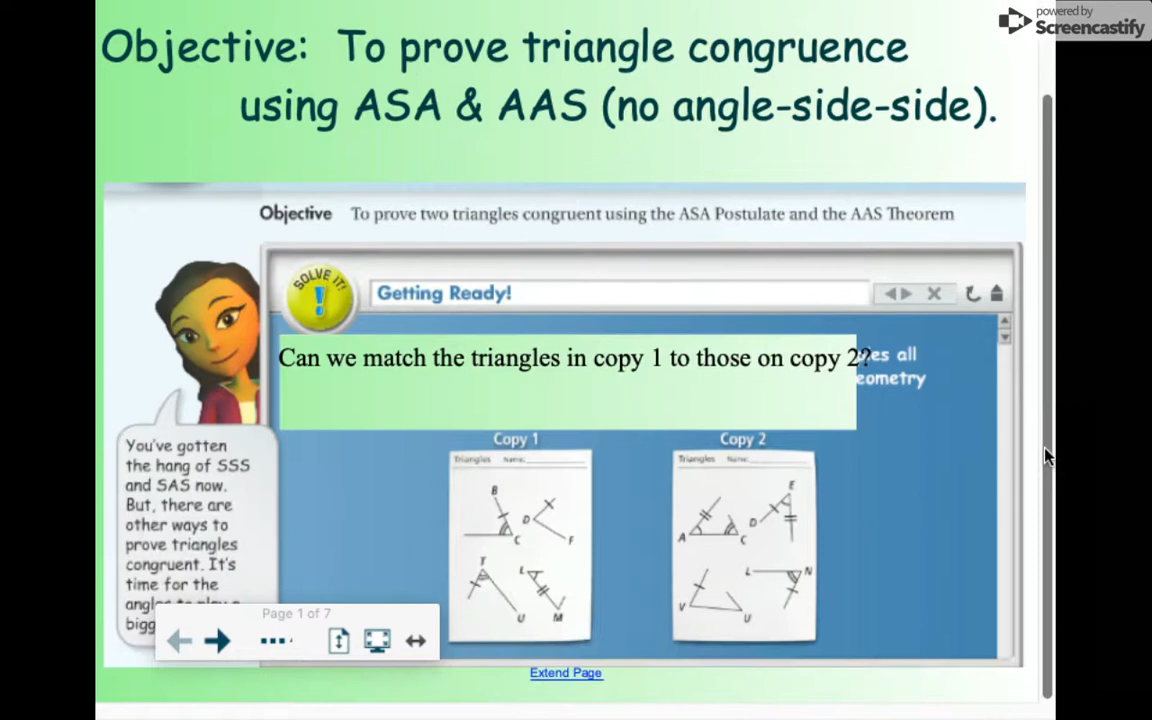 powered by
Screencastify
Objective: To prove triangle congruence
using ASA & AAS (no angle-side-side).
Objective To prove two triangles congruent using the ASA Postulate and the AAS Theorem
SOLVE IT!
Getting Ready!
Can we match the triangles in copy 1 to those on copy 2?
all
eometry
You've gotten
the hang of SSS
and SAS now.
But, there are
other ways to
prove triangles
congruent. It's
time for the
bigg
Page 1 of 7
Copy 1
Triangles Name:
B
D
C
F
T
L
U
M
Copy 2
Triangles Name:
E
D
A
C
L
N
V
U
Extend Page